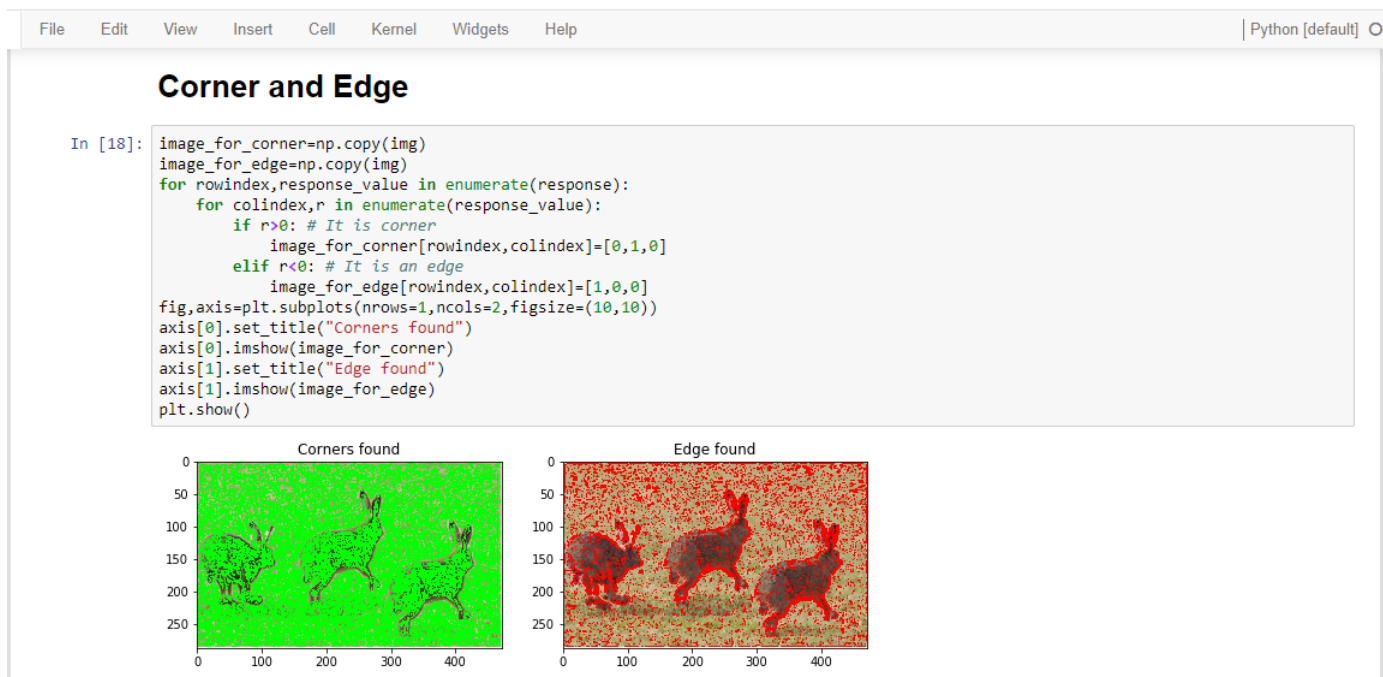 File Edit View Insert Cell Kernel Widgets Help Python [default]
Corner and Edge
In [18]: image_for_corner=np.copy(img)
image_for_edge=np.copy(img)
for rowindex,response_value in enumerate(response):
    for colindex,r in enumerate(response_value):
        if r>0: # It is corner
            image_for_corner[rowindex,colindex]=[0,1,0]
        elif r<0: # It is an edge
            image_for_edge[rowindex,colindex]=[1,0,0]
fig,axis=plt.subplots(nrows=1,ncols=2,figsize=(10,10))
axis[0].set_title("Corners found")
axis[0].imshow(image_for_corner)
axis[1].set_title("Edge found")
axis[1].imshow(image_for_edge)
plt.show()
Corners found
0
50
100
150
200
250
0 100 200 300 400
Edge found
0
50
100
150
200
250
0 100 200 300 400